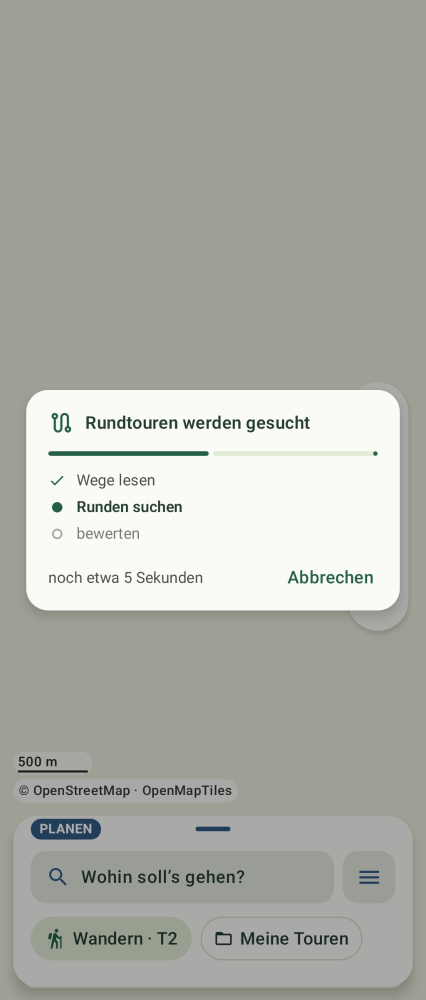 Rundtouren werden gesucht
Wege lesen
Runden suchen
bewerten
noch etwa 5 Sekunden
Abbrechen
500 m
© OpenStreetMap · OpenMapTiles
PLANEN
Wohin soll’s gehen?
Wandern · T2
Meine Touren